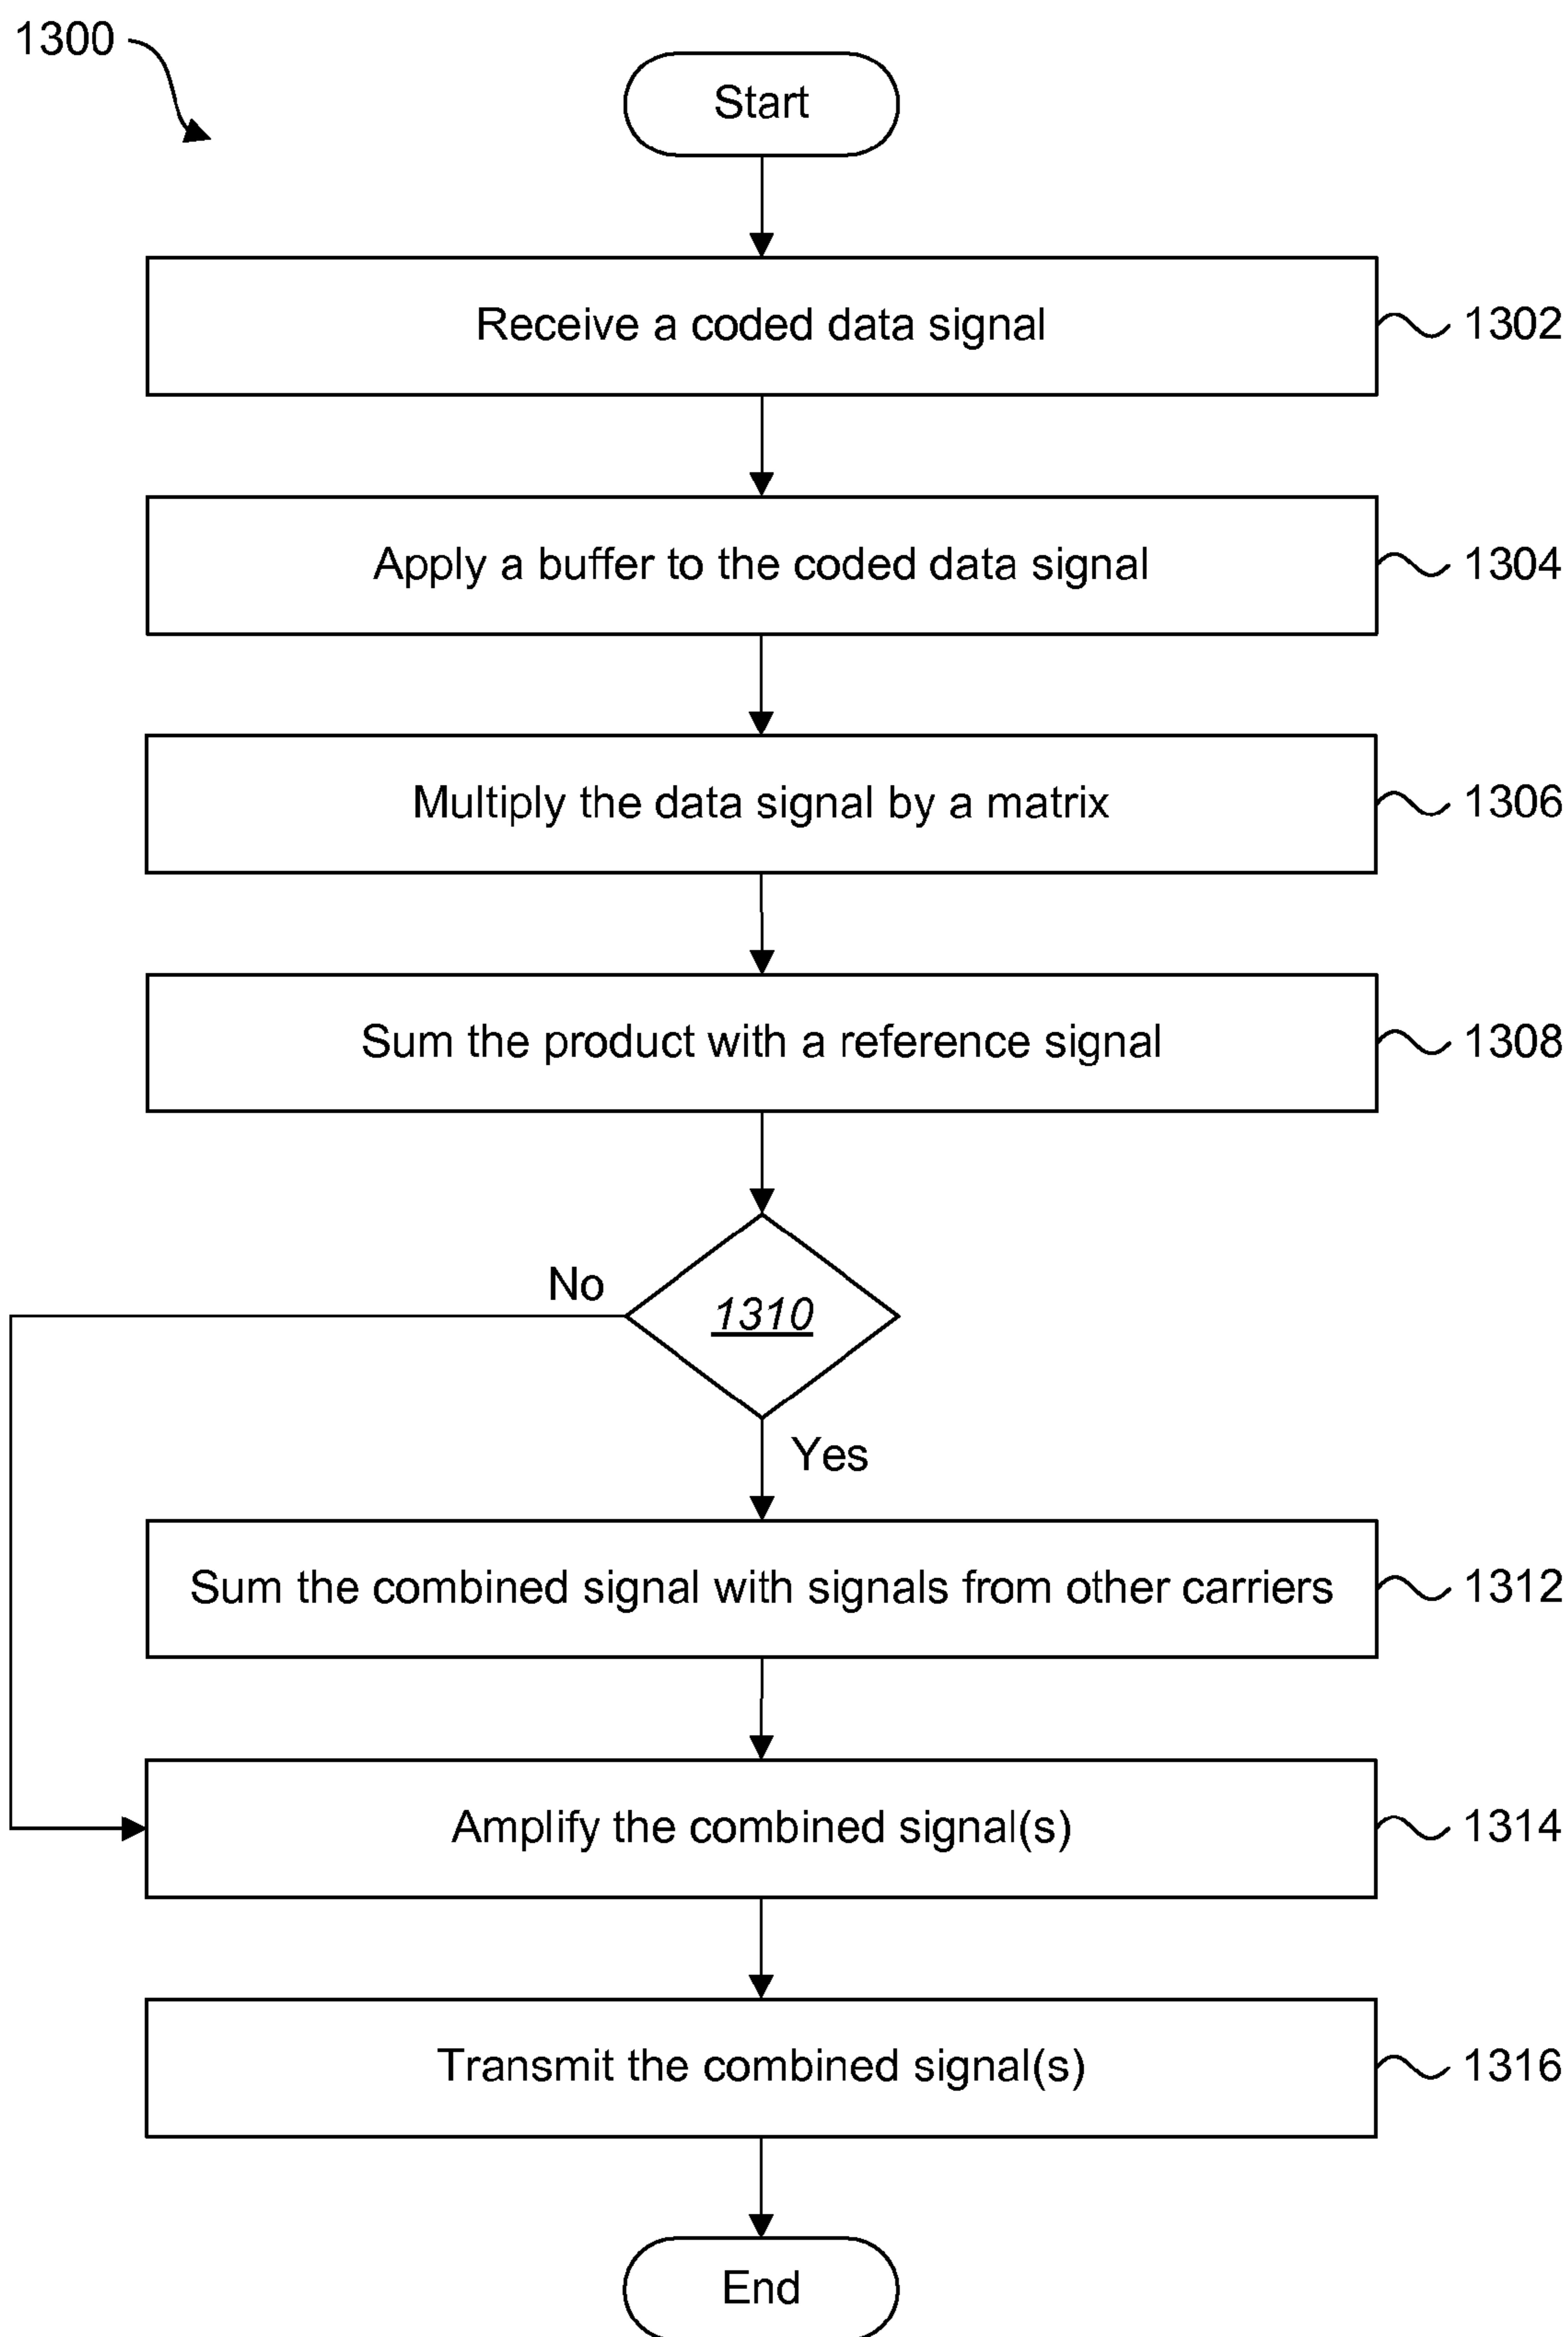 1300
Start
Receive a coded data signal
1302
Apply a buffer to the coded data signal
1304
Multiply the data signal by a matrix
1306
Sum the product with a reference signal
1308
No
1310
Yes
Sum the combined signal with signals from other carriers
1312
Amplify the combined signal(s)
1314
Transmit the combined signal(s)
1316
End